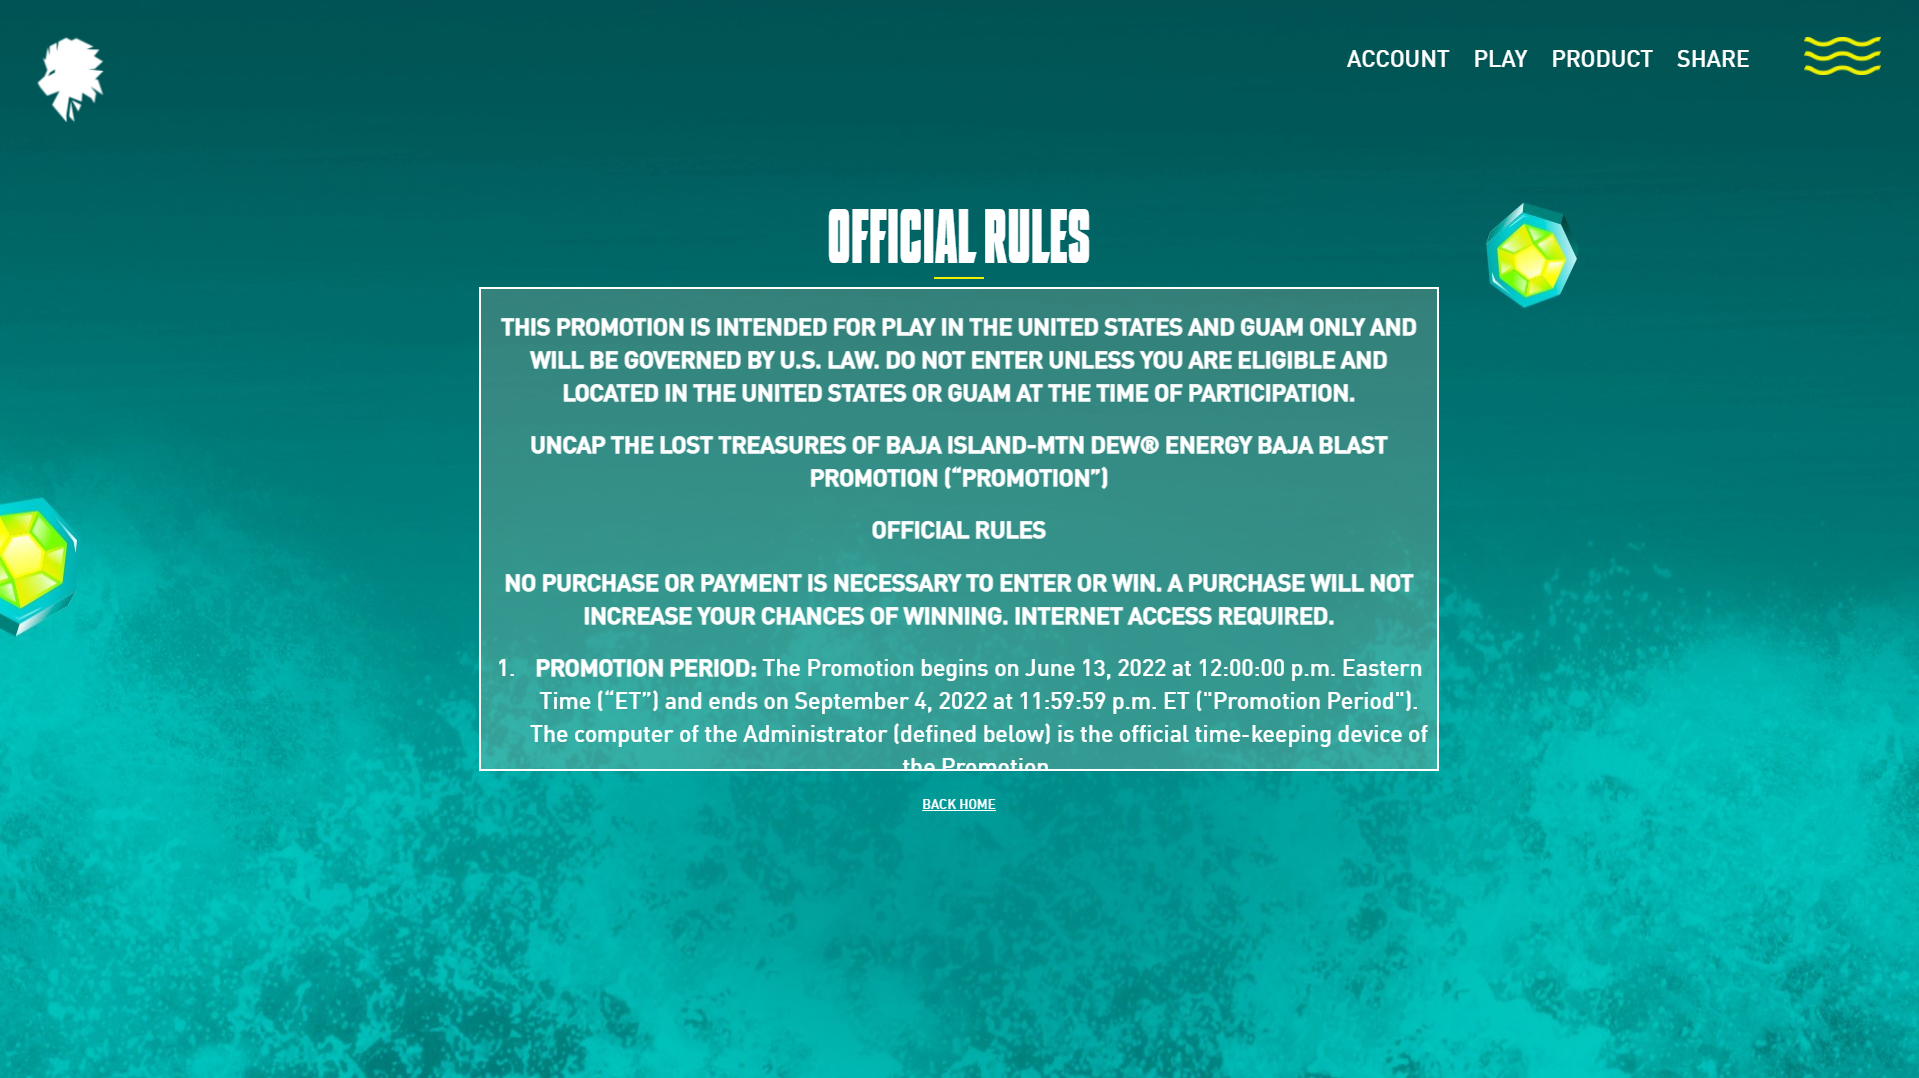 ACCOUNT PLAY PRODUCT SHARE
OFFICIAL RULES
THIS PROMOTION IS INTENDED FOR PLAY IN THE UNITED STATES AND GUAM ONLY AND
WILL BE GOVERNED BY U.S. LAW. DO NOT ENTER UNLESS YOU ARE ELIGIBLE AND
LOCATED IN THE UNITED STATES OR GUAM AT THE TIME OF PARTICIPATION.
UNCAP THE LOST TREASURES OF BAJA ISLAND-MTN DEW® ENERGY BAJA BLAST
PROMOTION (“PROMOTION”)
OFFICIAL RULES
NO PURCHASE OR PAYMENT IS NECESSARY TO ENTER OR WIN. A PURCHASE WILL NOT
INCREASE YOUR CHANCES OF WINNING. INTERNET ACCESS REQUIRED.
1. PROMOTION PERIOD: The Promotion begins on June 13, 2022 at 12:00:00 p.m. Eastern
Time (“ET”) and ends on September 4, 2022 at 11:59:59 p.m. ET ("Promotion Period").
The computer of the Administrator (defined below) is the official time-keeping device of
the Promotion
BACK HOME